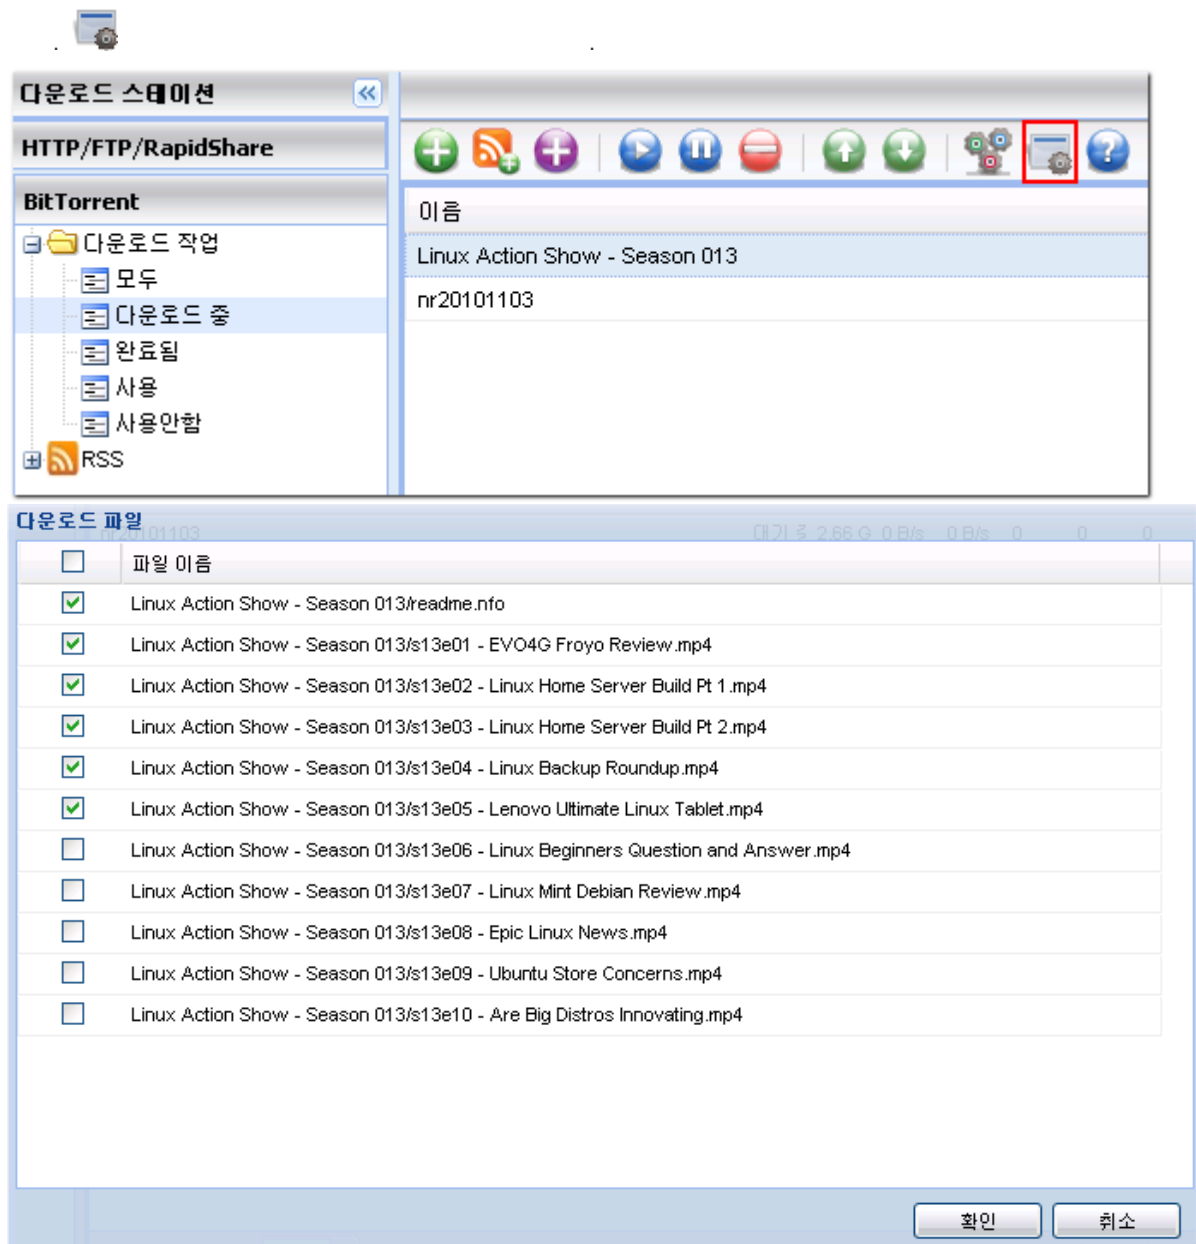 다운로드 스테이션
HTTP/FTP/RapidShare
BitTorrent
다운로드 작업
모두
다운로드 중
완료됨
사용
사용안함
RSS
이름
Linux Action Show - Season 013
nr20101103
다운로드 파일
nr20101103 2.66 G 0 B/s 0 B/s 0 0 0
파일 이름
Linux Action Show - Season 013/readme.nfo
Linux Action Show - Season 013/s13e01 - EVO4G Froyo Review.mp4
Linux Action Show - Season 013/s13e02 - Linux Home Server Build Pt 1.mp4
Linux Action Show - Season 013/s13e03 - Linux Home Server Build Pt 2.mp4
Linux Action Show - Season 013/s13e04 - Linux Backup Roundup.mp4
Linux Action Show - Season 013/s13e05 - Lenovo Ultimate Linux Tablet.mp4
Linux Action Show - Season 013/s13e06 - Linux Beginners Question and Answer.mp4
Linux Action Show - Season 013/s13e07 - Linux Mint Debian Review.mp4
Linux Action Show - Season 013/s13e08 - Epic Linux News.mp4
Linux Action Show - Season 013/s13e09 - Ubuntu Store Concerns.mp4
Linux Action Show - Season 013/s13e10 - Are Big Distros Innovating.mp4
확인
취소